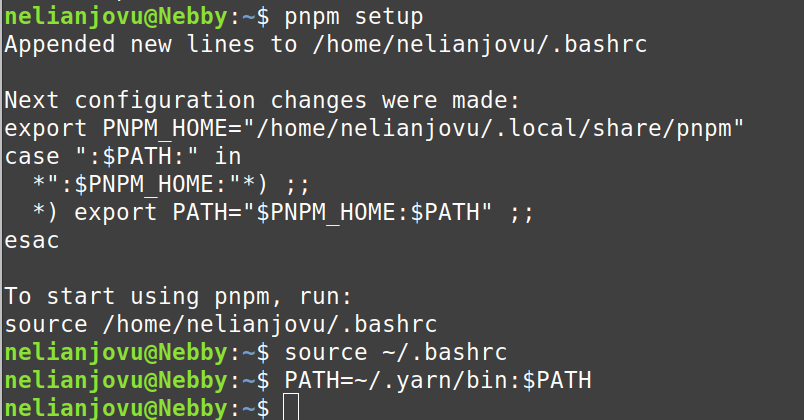 nelianjovu@Nebby:~$ pnpm setup
Appended new lines to /home/nelianjovu/.bashrc
Next configuration changes were made:
export PNPM_HOME="/home/nelianjovu/.local/share/pnpm"
case ":$PATH:" in
  *":$PNPM_HOME:"*) ;;
  *) export PATH="$PNPM_HOME:$PATH" ;;
esac
To start using pnpm, run:
source /home/nelianjovu/.bashrc
nelianjovu@Nebby:~$ source ~/.bashrc
nelianjovu@Nebby:~$ PATH=~/.yarn/bin:$PATH
nelianjovu@Nebby:~$